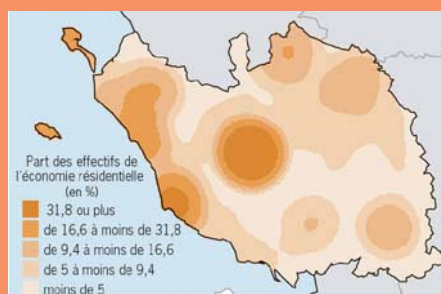 Part des effectifs de
l'économie résidentielle
(en %)
31,8 ou plus
de 16,6 à moins de 31,8
de 9,4 à moins de 16,6
de 5 à moins de 9,4
moins de 5